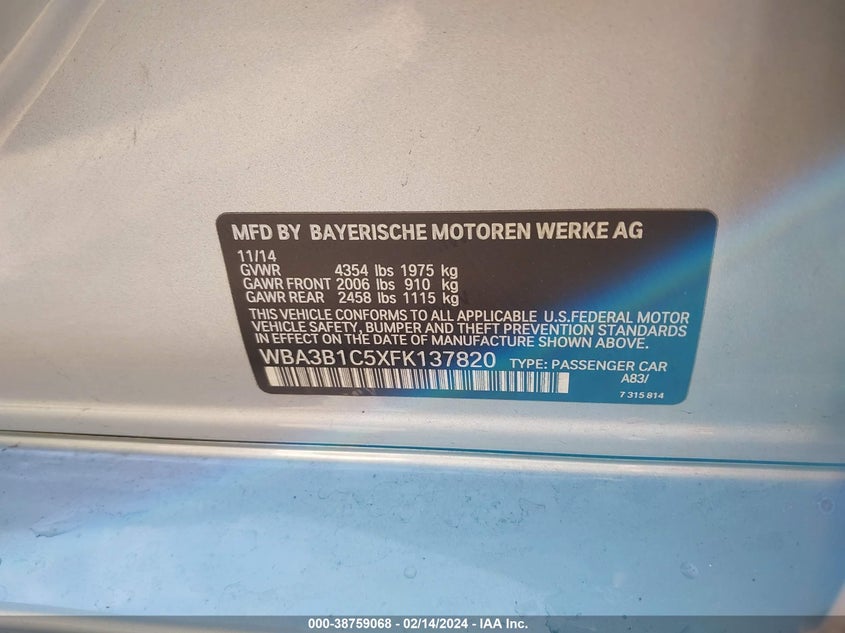 MFD BY BAYERISCHE MOTOREN WERKE AG
11/14
GVWR 4354 lbs 1975 kg
GAWR FRONT 2006 lbs 910 kg
GAWR REAR 2458 lbs 1115 kg
THIS VEHICLE CONFORMS TO ALL APPLICABLE U.S.FEDERAL MOTOR
VEHICLE SAFETY, BUMPER AND THEFT PREVENTION STANDARDS
IN EFFECT ON THE DATE OF MANUFACTURE SHOWN ABOVE.
WBA3B1C5XFK137820 TYPE: PASSENGER CAR
A83/
7 315 814
000-38759068 - 02/14/2024 - IAA Inc.